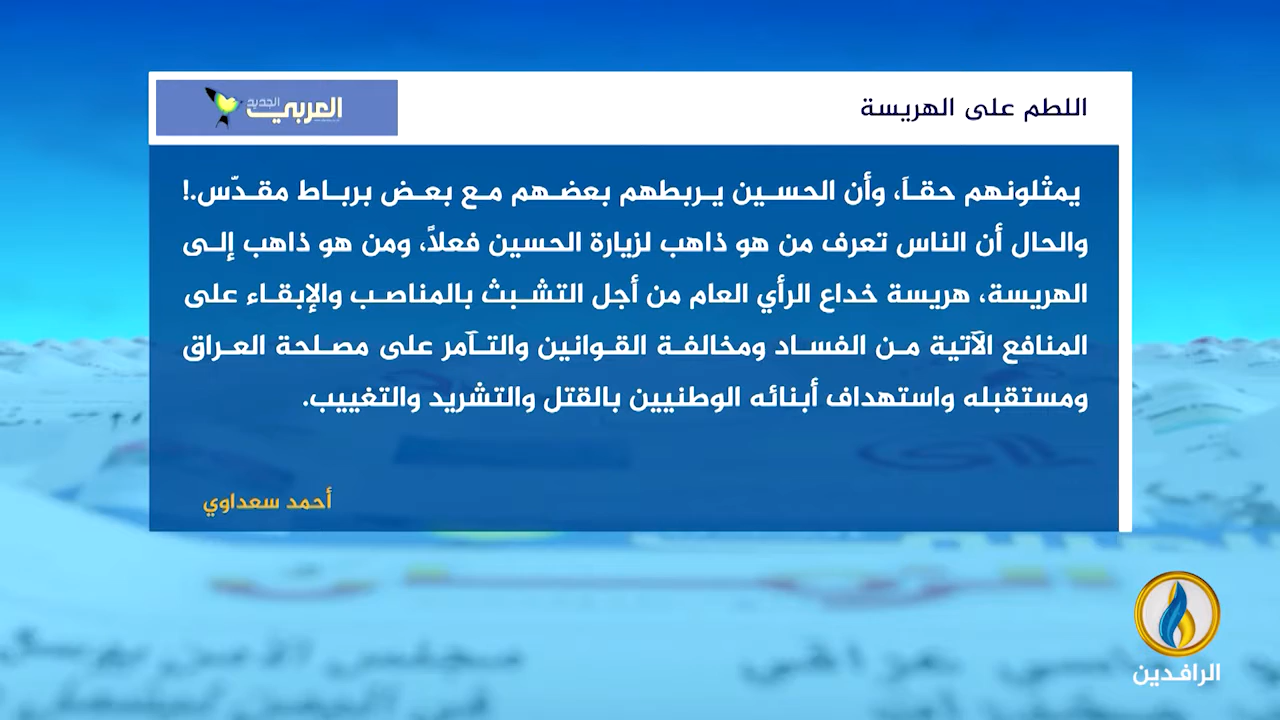 اللطم على الهريسة
العربي الجديد
يمثلونهم حقاً، وأن الحسين يربطهم بعضهم مع بعض برباط مقدّس.!
والحال أن الناس تعرف من هو ذاهب لزيارة الحسين فعلاً، ومن هو ذاهب إلى
الهريسة، هريسة خداع الرأي العام من أجل التشبث بالمناصب والإبقاء على
المنافع الآتية من الفساد ومخالفة القوانين والتآمر على مصلحة العراق
ومستقبله واستهداف أبنائه الوطنيين بالقتل والتشريد والتغييب.
أحمد سعداوي
الرافدين
مجلس الأمن